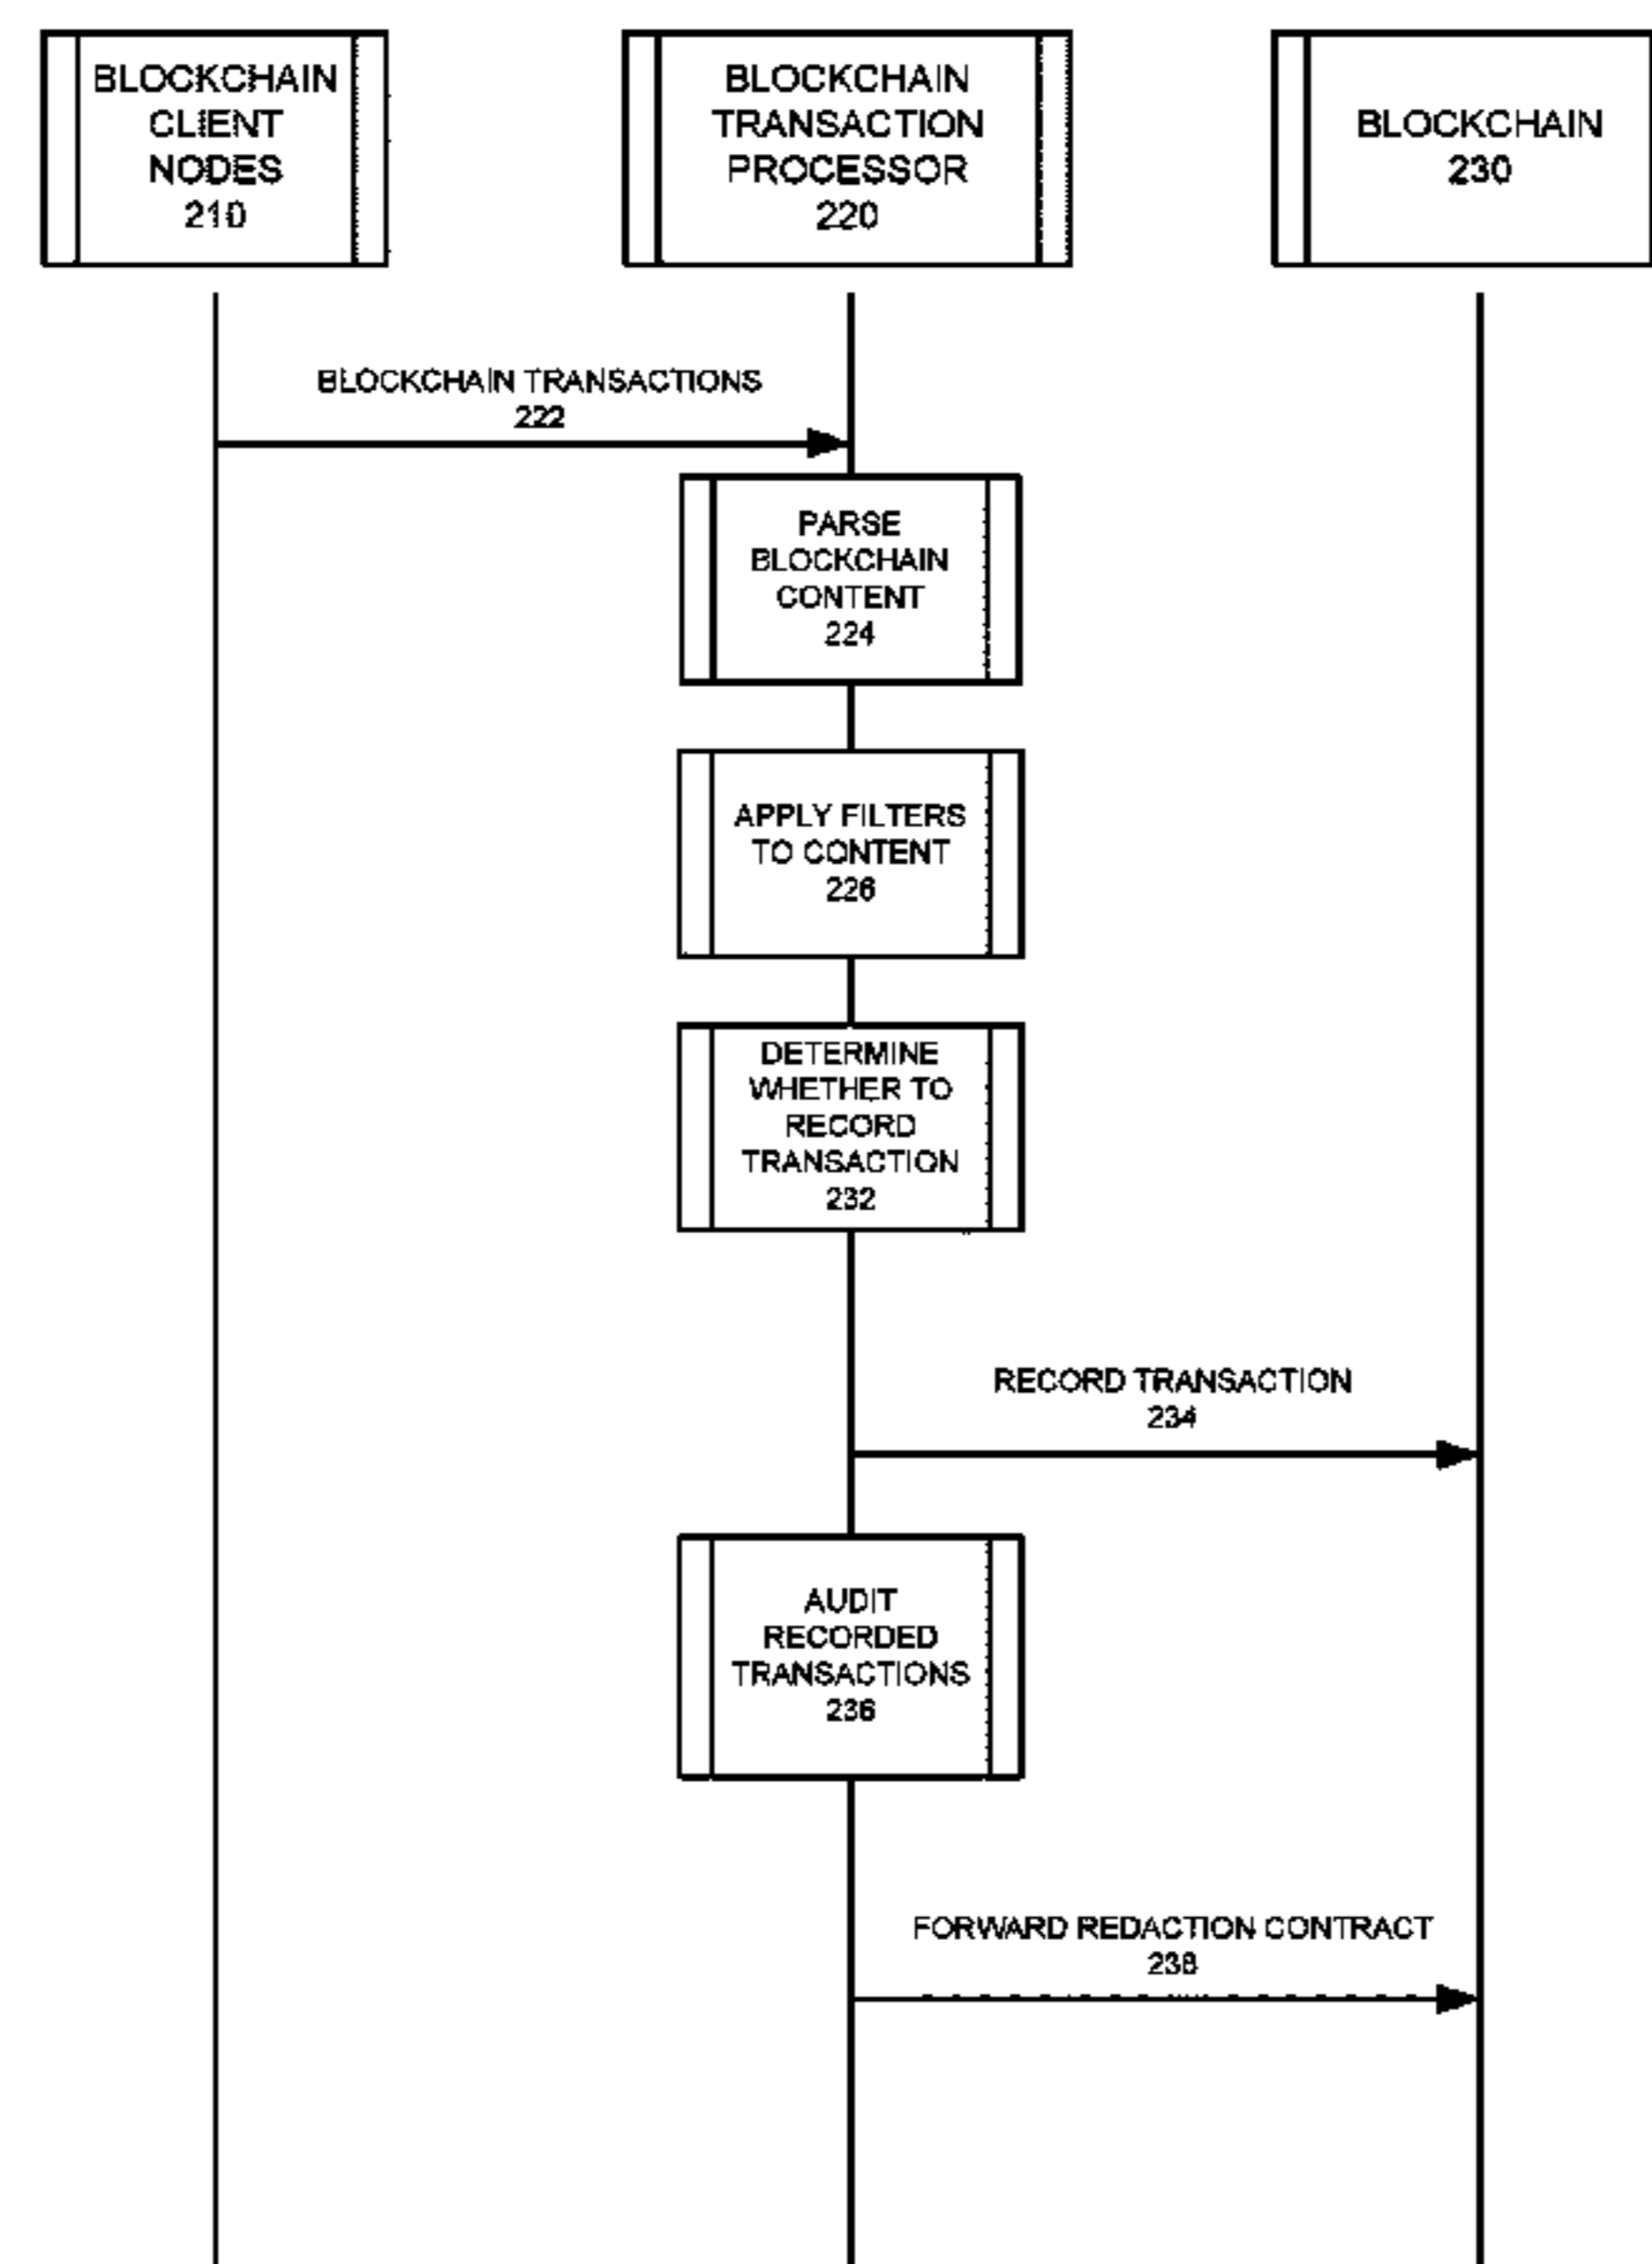 BLOCKCHAIN
CLIENT
NODES
210
BLOCKCHAIN
TRANSACTION
PROCESSOR
220
BLOCKCHAIN
230
BLOCKCHAIN TRANSACTIONS
222
PARSE
BLOCKCHAIN
CONTENT
224
APPLY FILTERS
TO CONTENT
226
DETERMINE
WHETHER TO
RECORD
TRANSACTION
232
RECORD TRANSACTION
234
AUDIT
RECORDED
TRANSACTIONS
236
FORWARD REDACTION CONTRACT
238